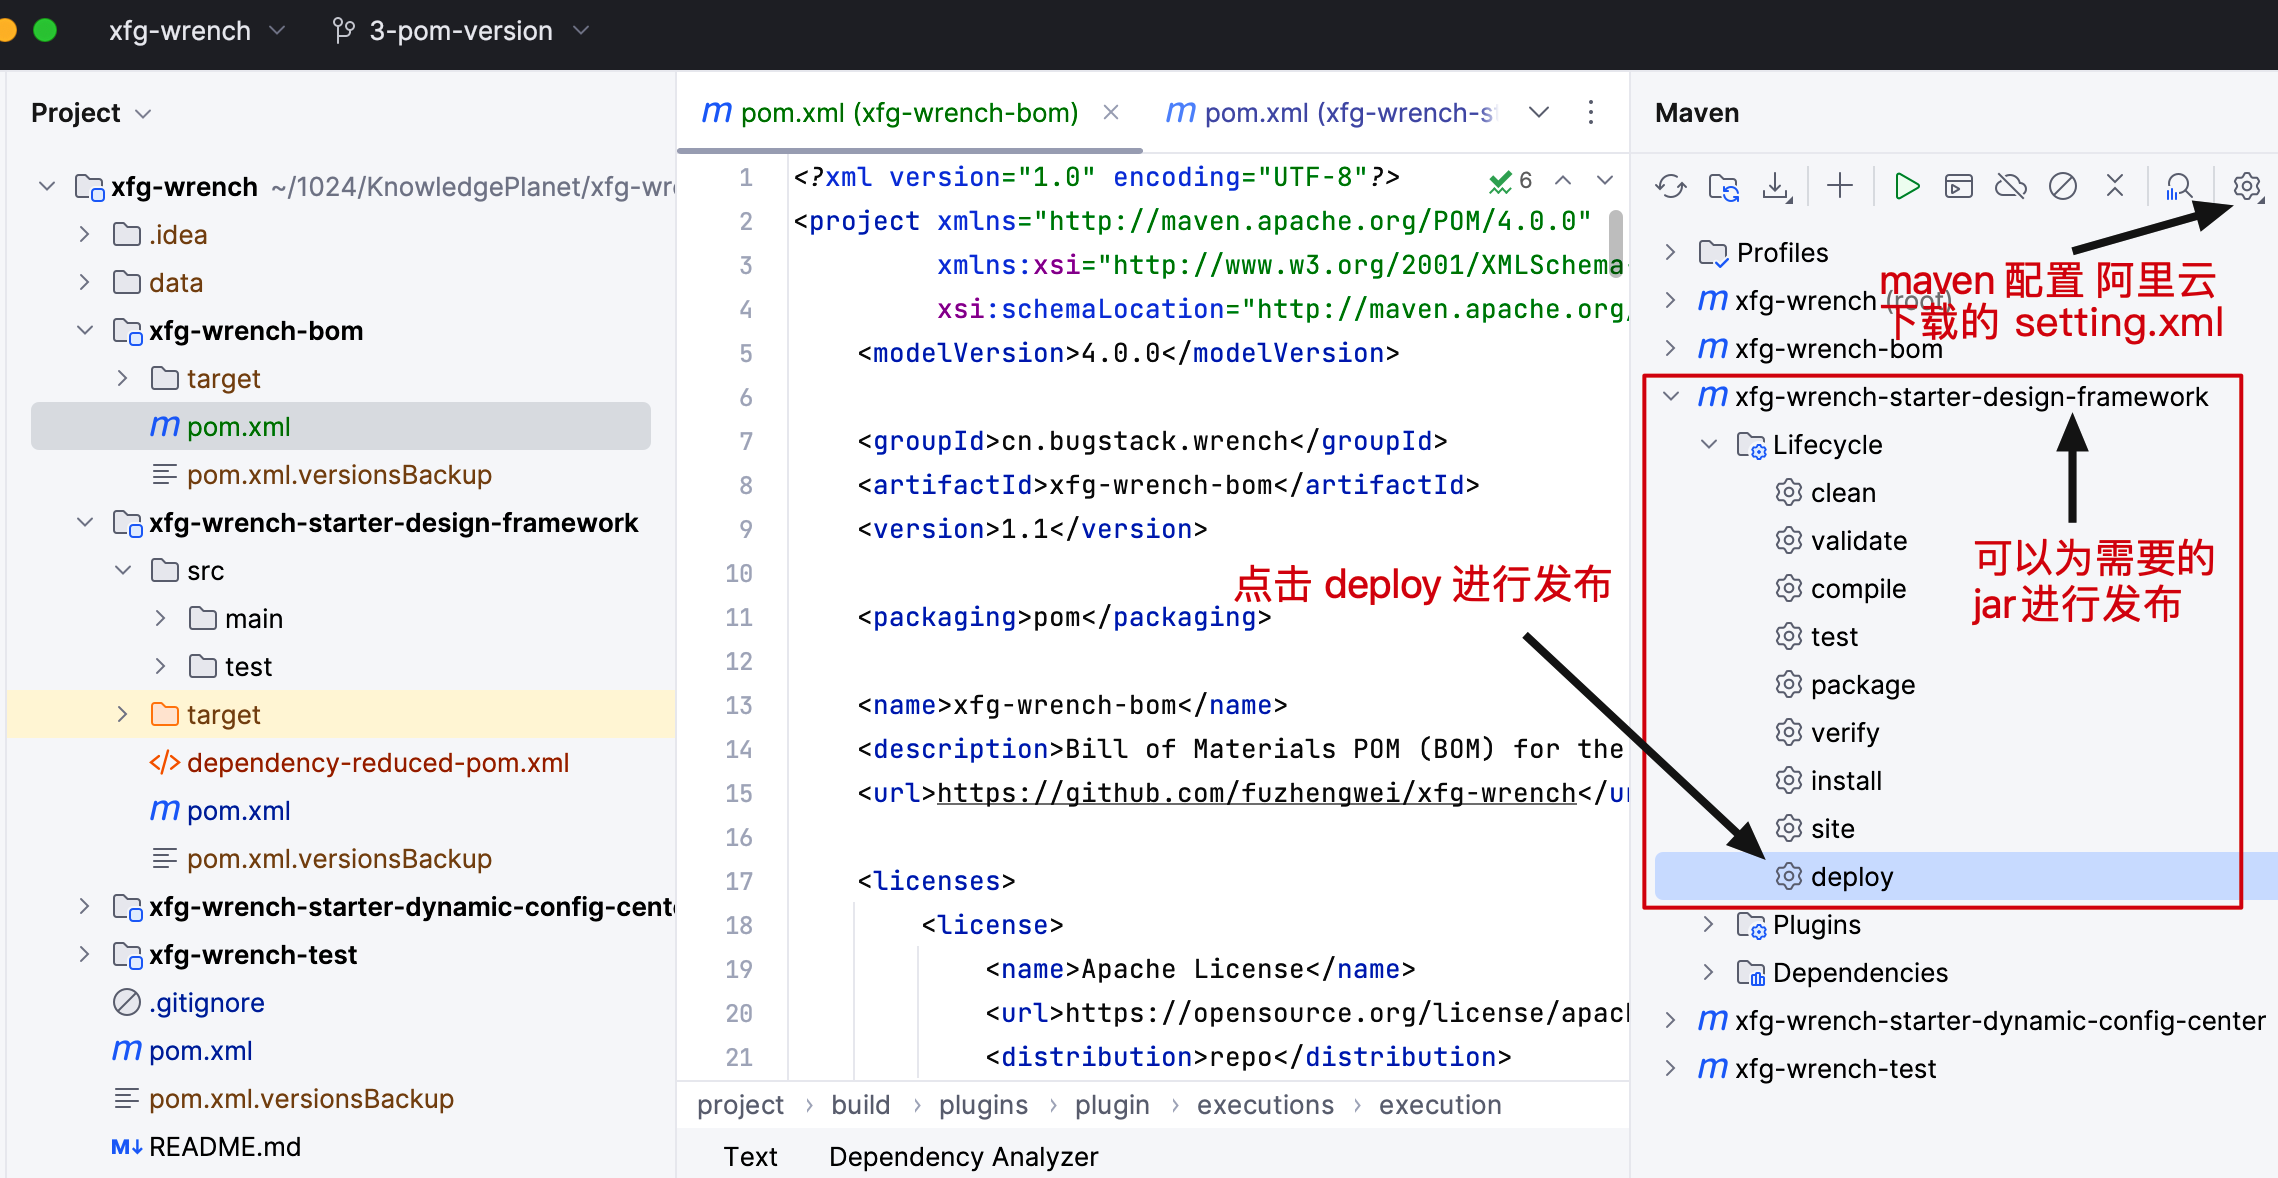 xfg-wrench
3-pom-version
Project
xfg-wrench ~/1024/KnowledgePlanet/xfg-wr
.idea
data
xfg-wrench-bom
target
pom.xml
pom.xml.versionsBackup
xfg-wrench-starter-design-framework
src
main
test
target
dependency-reduced-pom.xml
pom.xml
pom.xml.versionsBackup
xfg-wrench-starter-dynamic-config-cent
xfg-wrench-test
.gitignore
pom.xml
pom.xml.versionsBackup
README.md
pom.xml (xfg-wrench-bom)
pom.xml (xfg-wrench-s
6
1 <?xml version="1.0" encoding="UTF-8"?>
2 <project xmlns="http://maven.apache.org/POM/4.0.0"
3 xmlns:xsi="http://www.w3.org/2001/XMLSchema
4 xsi:schemaLocation="http://maven.apache.org/
5 <modelVersion>4.0.0</modelVersion>
6
7 <groupId>cn.bugstack.wrench</groupId>
8 <artifactId>xfg-wrench-bom</artifactId>
9 <version>1.1</version>
10
11 <packaging>pom</packaging>
12
13 <name>xfg-wrench-bom</name>
14 <description>Bill of Materials POM (BOM) for the
15 <url>https://github.com/fuzhengwei/xfg-wrench</u
16
17 <licenses>
18 <license>
19 <name>Apache License</name>
20 <url>https://opensource.org/license/apac
21 <distribution>repo</distribution>
点击 deploy 进行发布
project › build › plugins › plugin › executions › execution
Text
Dependency Analyzer
Maven
Profiles
xfg-wrench (root)
xfg-wrench-bom
xfg-wrench-starter-design-framework
Lifecycle
clean
validate
compile
test
package
verify
install
site
deploy
Plugins
Dependencies
xfg-wrench-starter-dynamic-config-center
xfg-wrench-test
maven 配置 阿里云
下载的 setting.xml
可以为需要的
jar进行发布